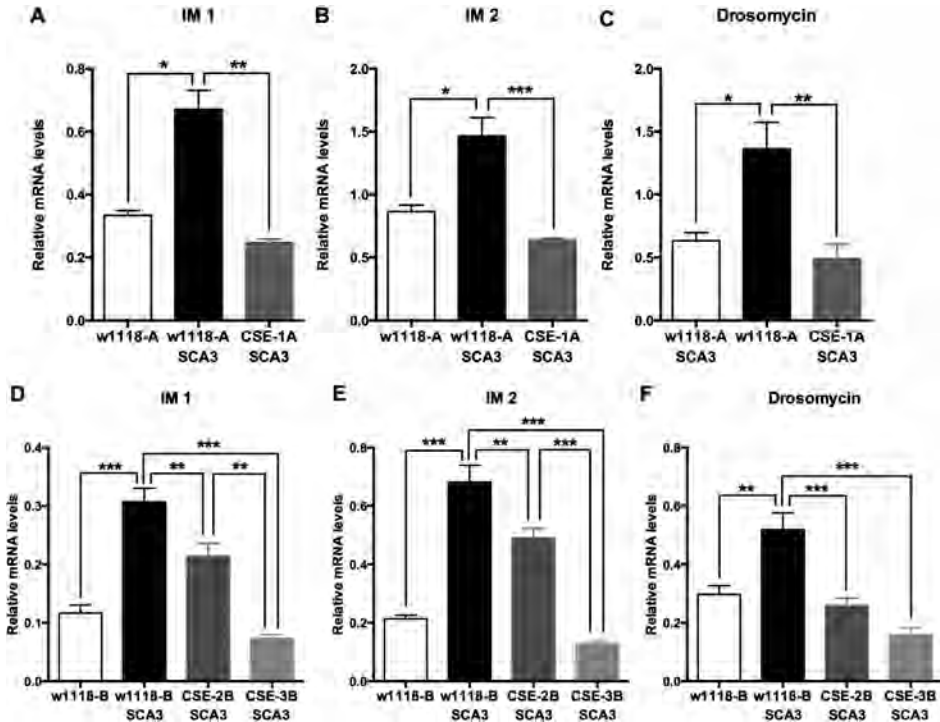 A
IM 1
Relative mRNA levels
0.8
0.6
0.4
0.2
0.0
*
**
w1118-A
w1118-A
SCA3
CSE-1A
SCA3
B
IM 2
2.0
1.5
1.0
0.5
0.0
*
***
w1118-A
w1118-A
SCA3
CSE-1A
SCA3
C
Drosomycin
Relative mRNA levels
2.0
1.5
1.0
0.5
0.0
*
**
w1118-A
SCA3
w1118-A
CSE-1A
SCA3
D
IM 1
Relative mRNA levels
0.4
0.3
0.2
0.1
0.0
***
***
**
**
w1118-B
w1118-B
SCA3
CSE-2B
SCA3
CSE-3B
SCA3
E
IM 2
Relative mRNA levels
0.8
0.6
0.4
0.2
0.0
***
***
**
***
w1118-B
w1118-B
SCA3
CSE-2B
SCA3
CSE-3B
SCA3
F
Drosomycin
Relative mRNA levels
0.8
0.6
0.4
0.2
0.0
**
***
***
w1118-B
w1118-B
SCA3
CSE-2B
SCA3
CSE-3B
SCA3